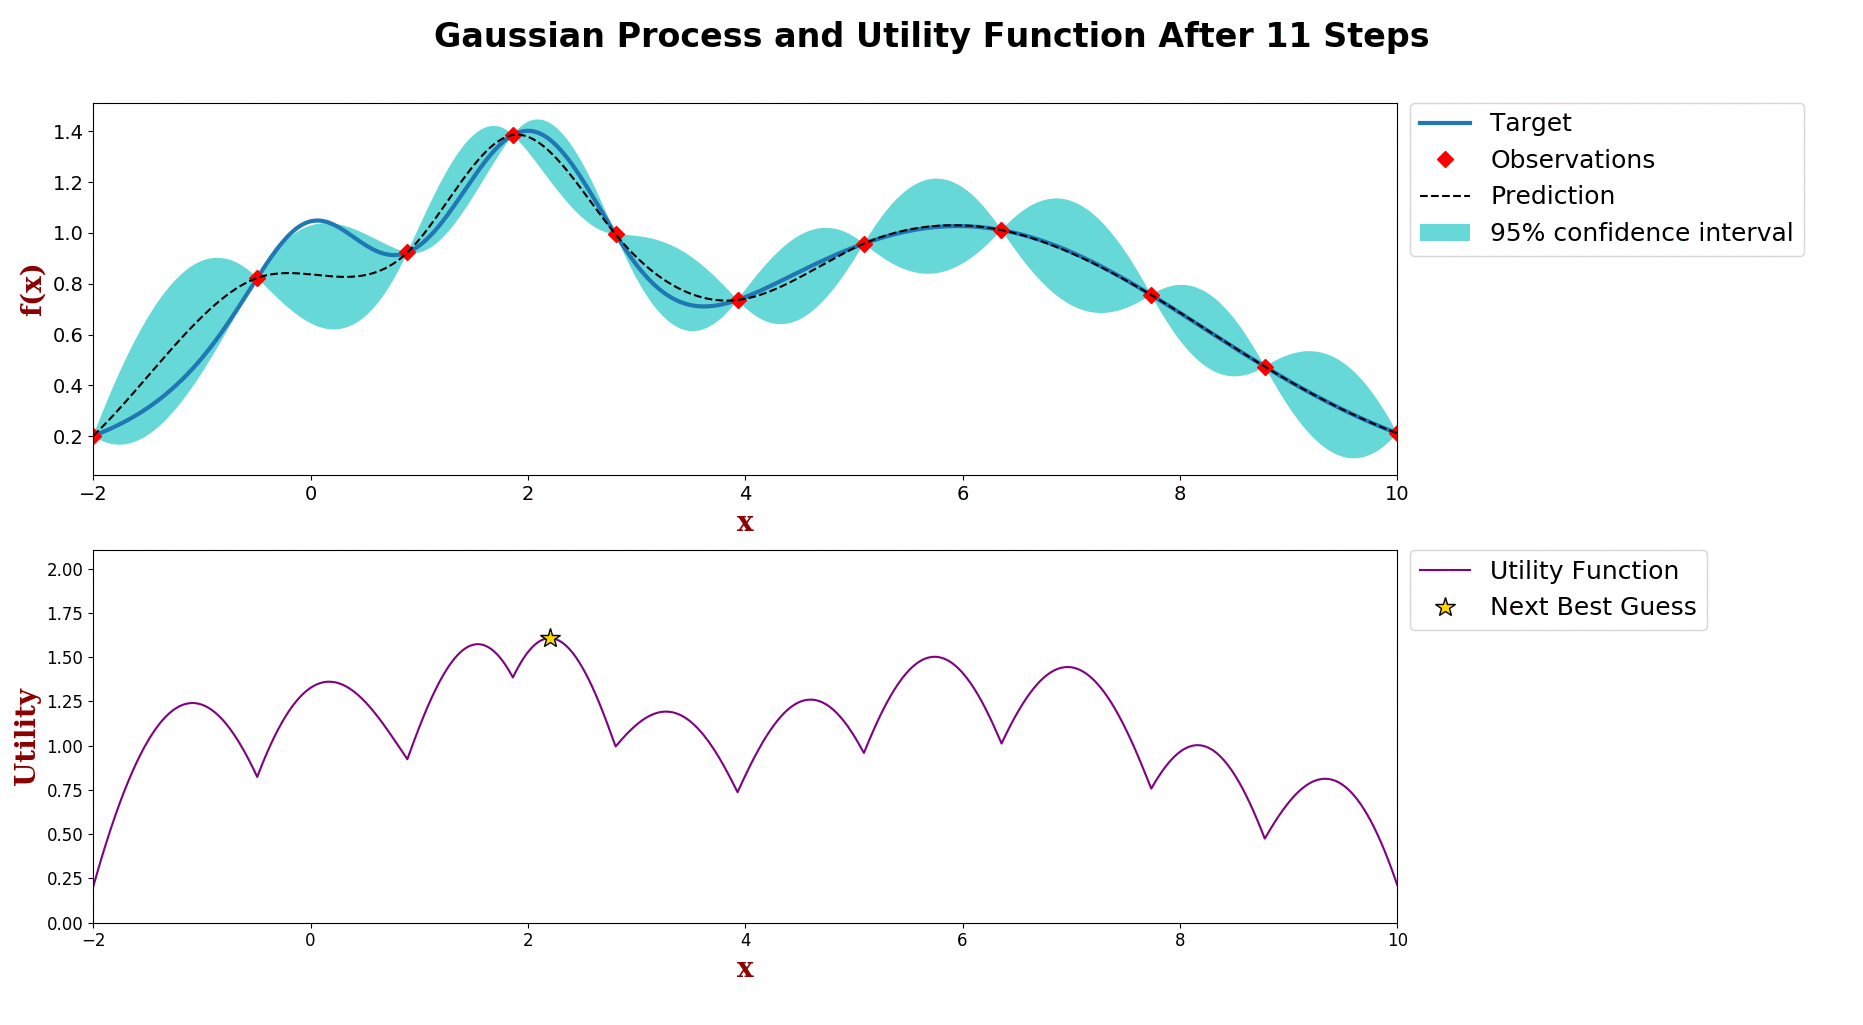 Gaussian Process and Utility Function After 11 Steps
f(x)
1.4
1.2
1.0
0.8
0.6
0.4
0.2
−2 0 2 4 6 8 10
x
Target
Observations
Prediction
95% confidence interval
Utility
2.00
1.75
1.50
1.25
1.00
0.75
0.50
0.25
0.00
−2 0 2 4 6 8 10
x
Utility Function
Next Best Guess